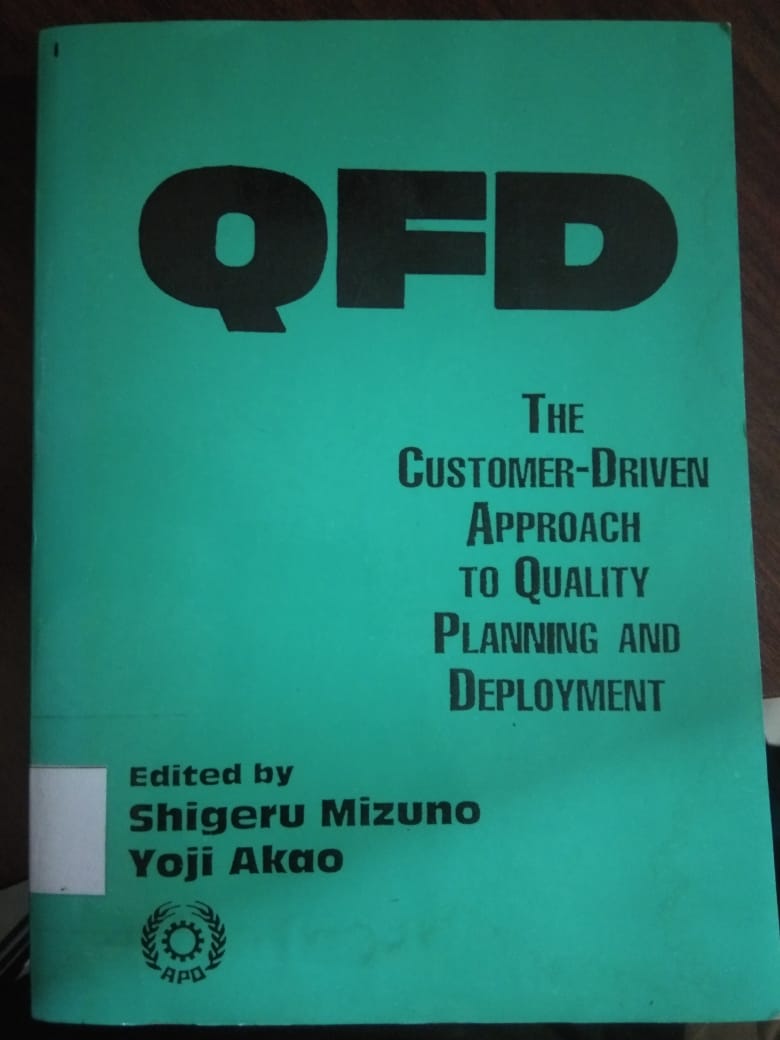 QFD
THE
CUSTOMER-DRIVEN
APPROACH
TO QUALITY
PLANNING AND
DEPLOYMENT
Edited by
Shigeru Mizuno
Yoji Akao
APO